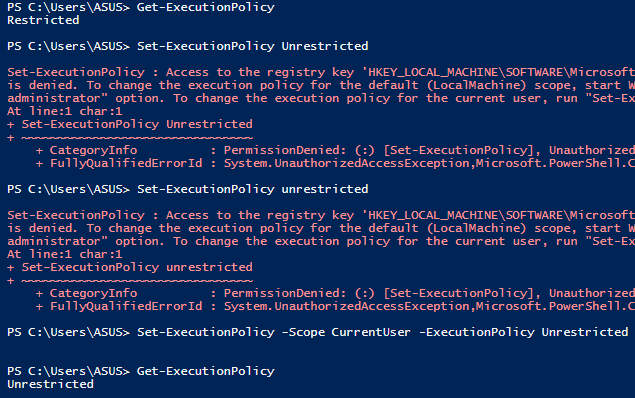 PS C:\Users\ASUS> Get-ExecutionPolicy
Restricted
PS C:\Users\ASUS> Set-ExecutionPolicy Unrestricted
Set-ExecutionPolicy : Access to the registry key 'HKEY_LOCAL_MACHINE\SOFTWARE\Microsoft
is denied. To change the execution policy for the default (LocalMachine) scope, start W
administrator" option. To change the execution policy for the current user, run "Set-Ex
At line:1 char:1
+ Set-ExecutionPolicy Unrestricted
+ ~~~~~~~~~~~~~~~~~~~~~~~~~~~~~~~~
+ CategoryInfo : PermissionDenied: (:) [Set-ExecutionPolicy], Unauthorized
+ FullyQualifiedErrorId : System.UnauthorizedAccessException,Microsoft.PowerShell.C
PS C:\Users\ASUS> Set-ExecutionPolicy unrestricted
Set-ExecutionPolicy : Access to the registry key 'HKEY_LOCAL_MACHINE\SOFTWARE\Microsoft
is denied. To change the execution policy for the default (LocalMachine) scope, start W
administrator" option. To change the execution policy for the current user, run "Set-Ex
At line:1 char:1
+ Set-ExecutionPolicy unrestricted
+ ~~~~~~~~~~~~~~~~~~~~~~~~~~~~~~~~
+ CategoryInfo : PermissionDenied: (:) [Set-ExecutionPolicy], Unauthorized
+ FullyQualifiedErrorId : System.UnauthorizedAccessException,Microsoft.PowerShell.C
PS C:\Users\ASUS> Set-ExecutionPolicy -Scope CurrentUser -ExecutionPolicy Unrestricted
PS C:\Users\ASUS> Get-ExecutionPolicy
Unrestricted